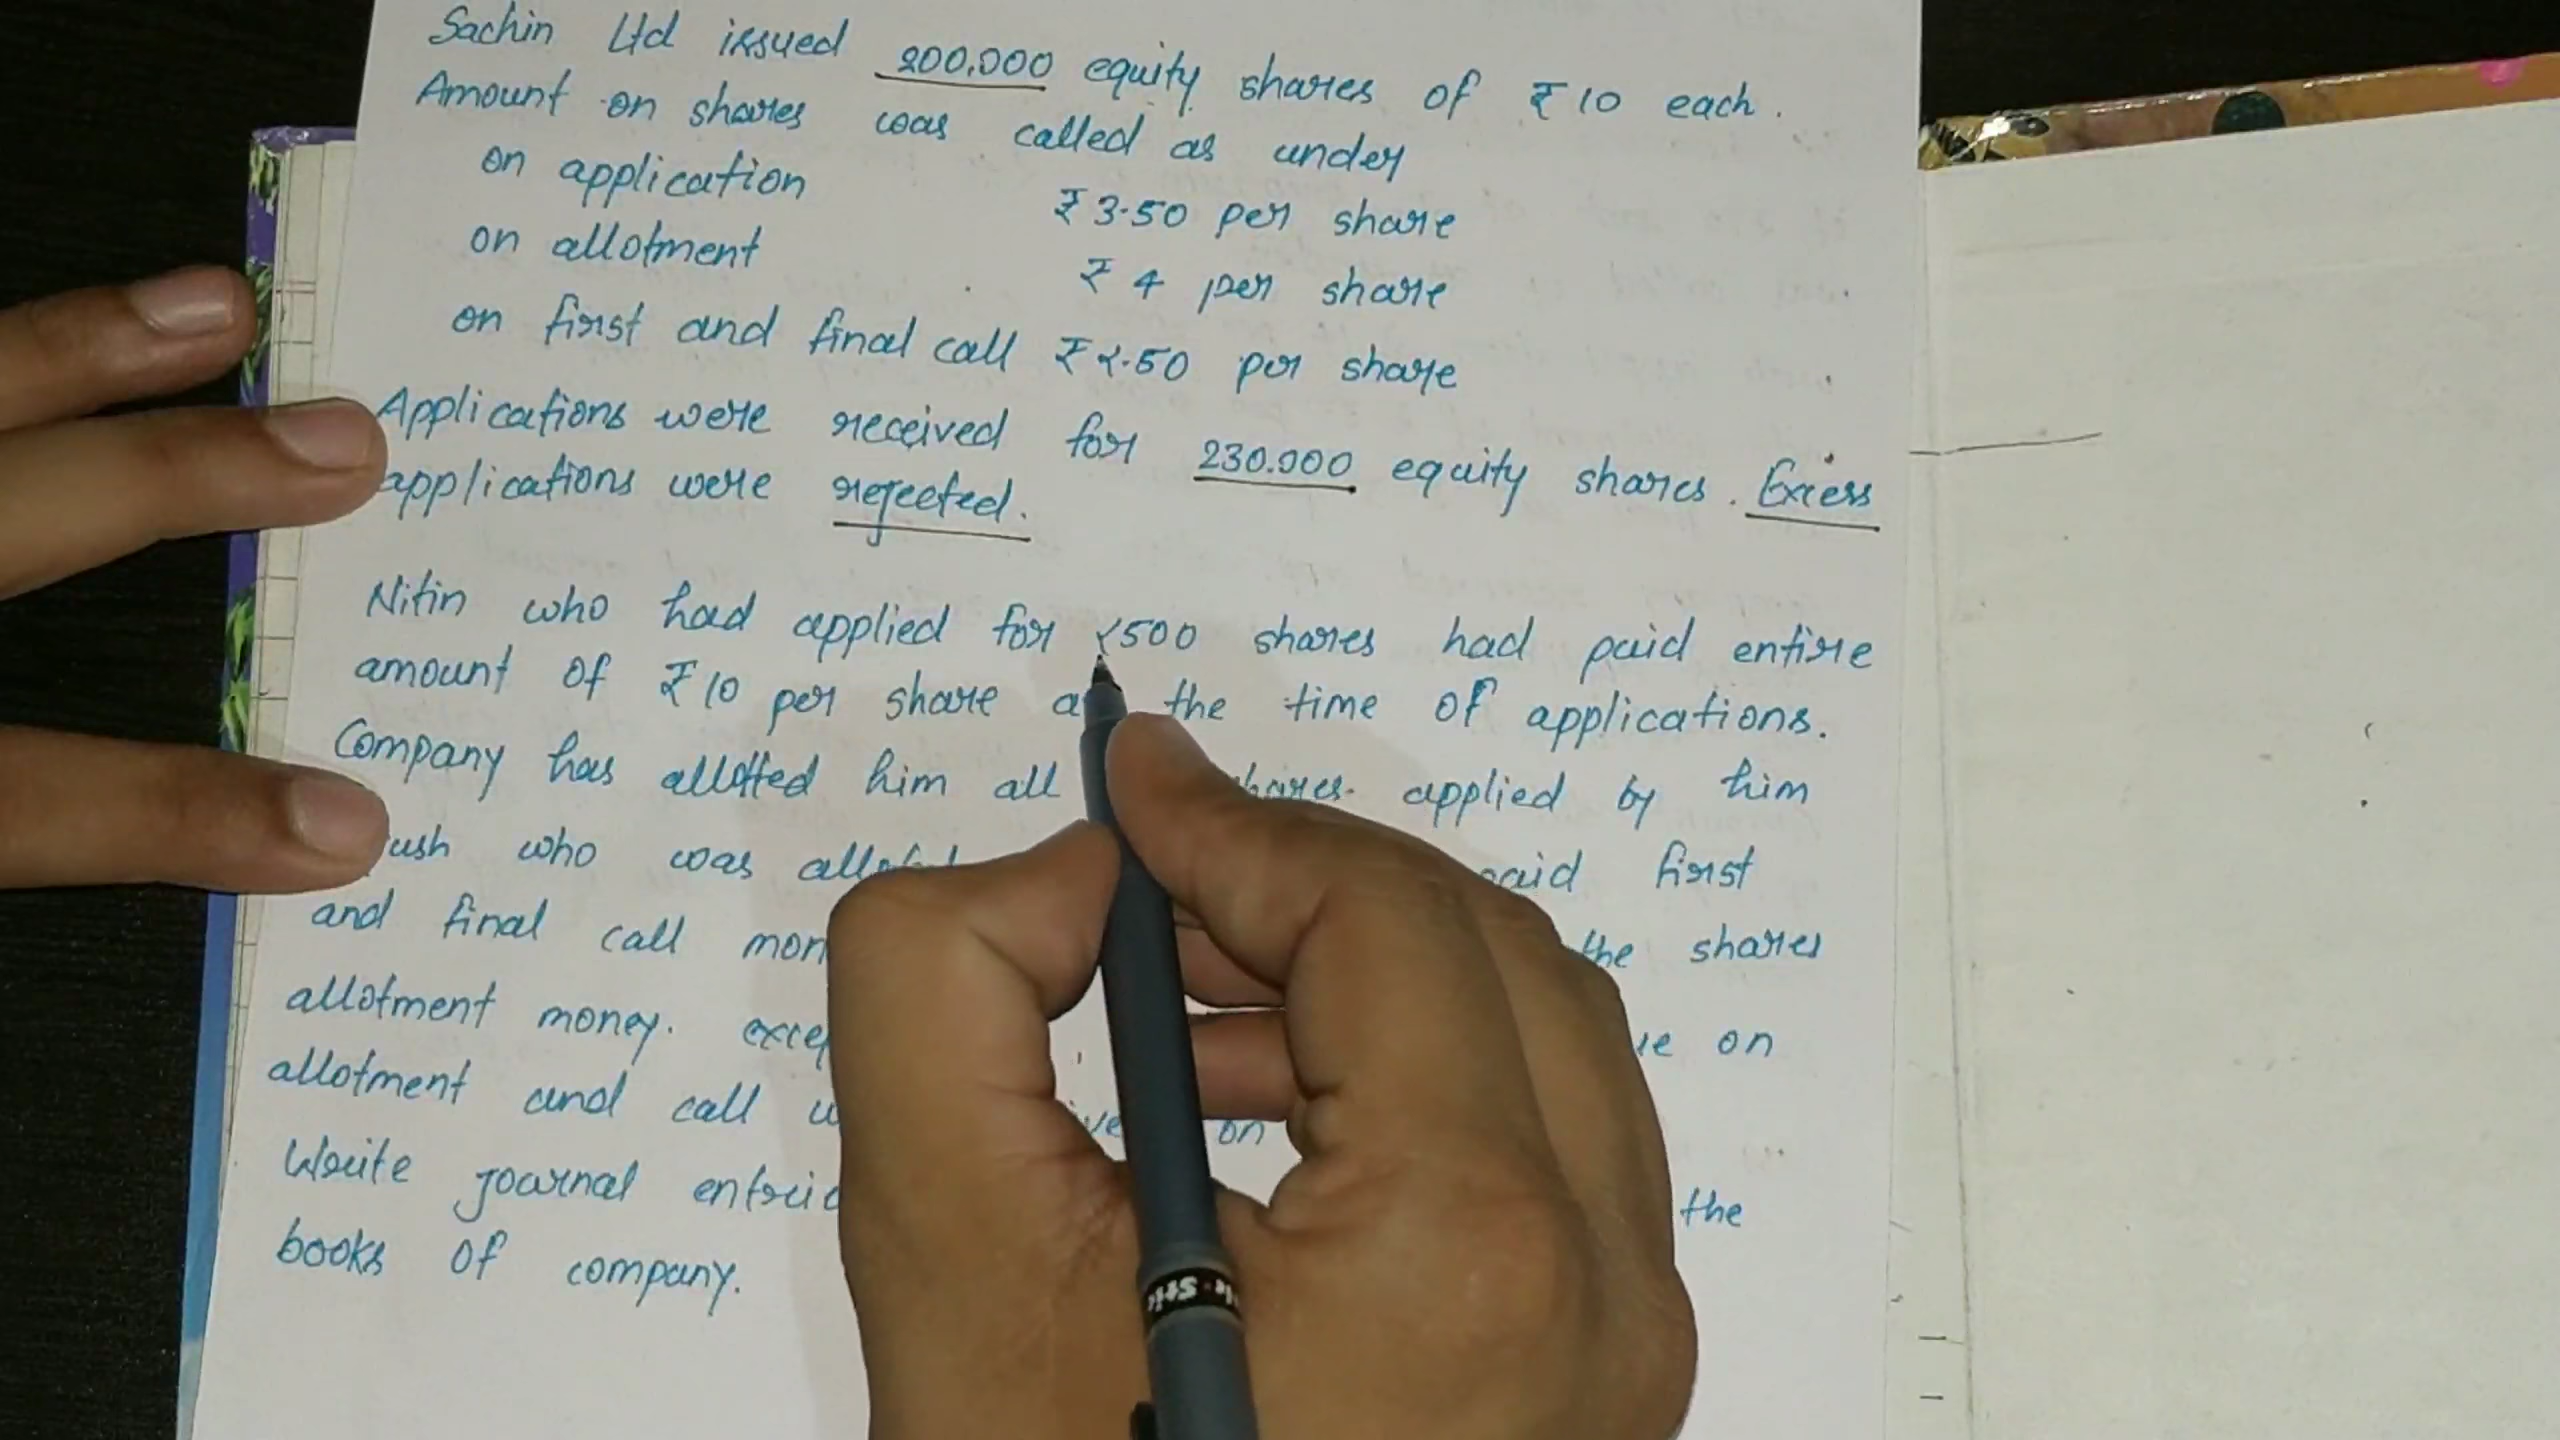 Sachin Ltd issued 200,000 equity shares of ₹10 each.
Amount on shares was called as under
on application ₹3.50 per share
on allotment ₹4 per share
on first and final call ₹2.50 per share
Applications were received for 230.000 equity shares. Excess
applications were rejected.
Nitin who had applied for 2500 shares had paid entire
amount of ₹10 per share the time of applications.
Company has allotted him all shares applied by him
who was paid first
and final call the shares
allotment money. on
allotment and call on
Write journal the
books of company.